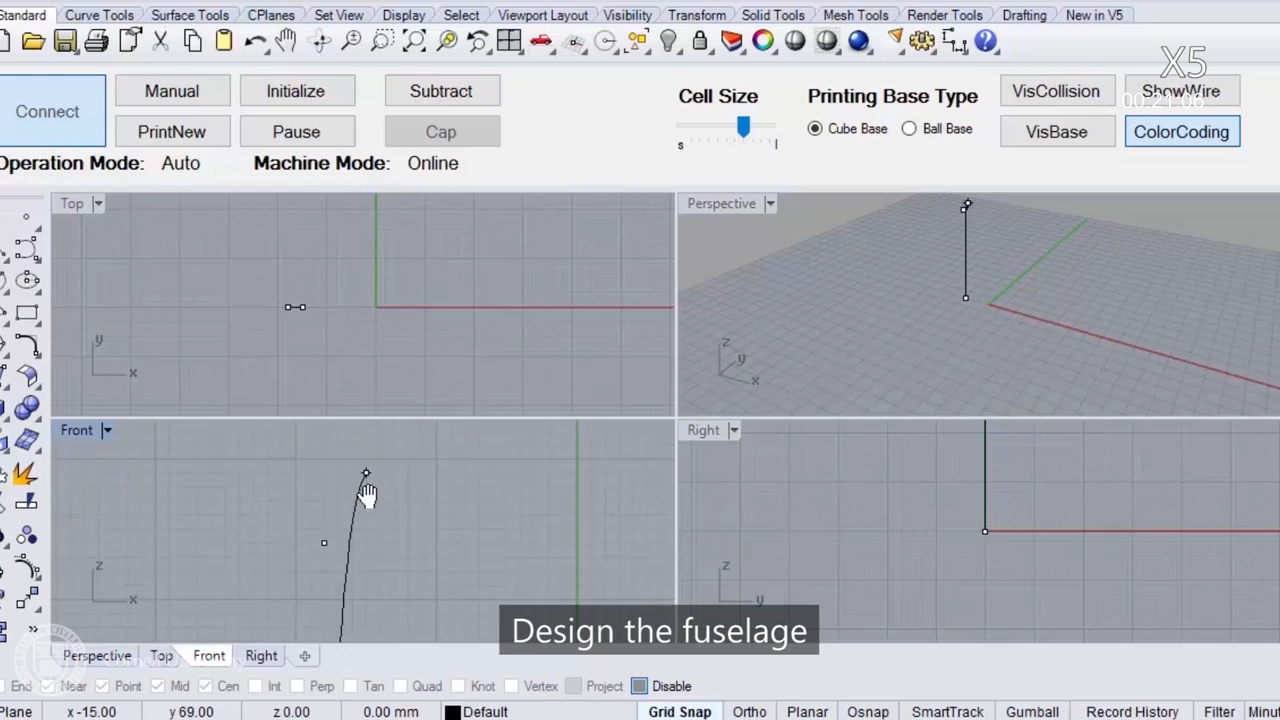 Standard Curve Tools Surface Tools CPlanes Set View Display Select Viewport Layout Visibility Transform Solid Tools Mesh Tools Render Tools Drafting New in V5
X5
00:21:06
Connect Manual Initialize Subtract Cell Size Printing Base Type VisCollision ShowWire
PrintNew Pause Cap s l Cube Base Ball Base VisBase ColorCoding
Operation Mode: Auto Machine Mode: Online
Top Perspective
y x z y x
Front Right
z x z y
Design the fuselage
Perspective Top Front Right
End Near Point Mid Cen Int Perp Tan Quad Knot Vertex Project Disable
Plane x -15.00 y 69.00 z 0.00 0.00 mm Default Grid Snap Ortho Planar Osnap SmartTrack Gumball Record History Filter Minu